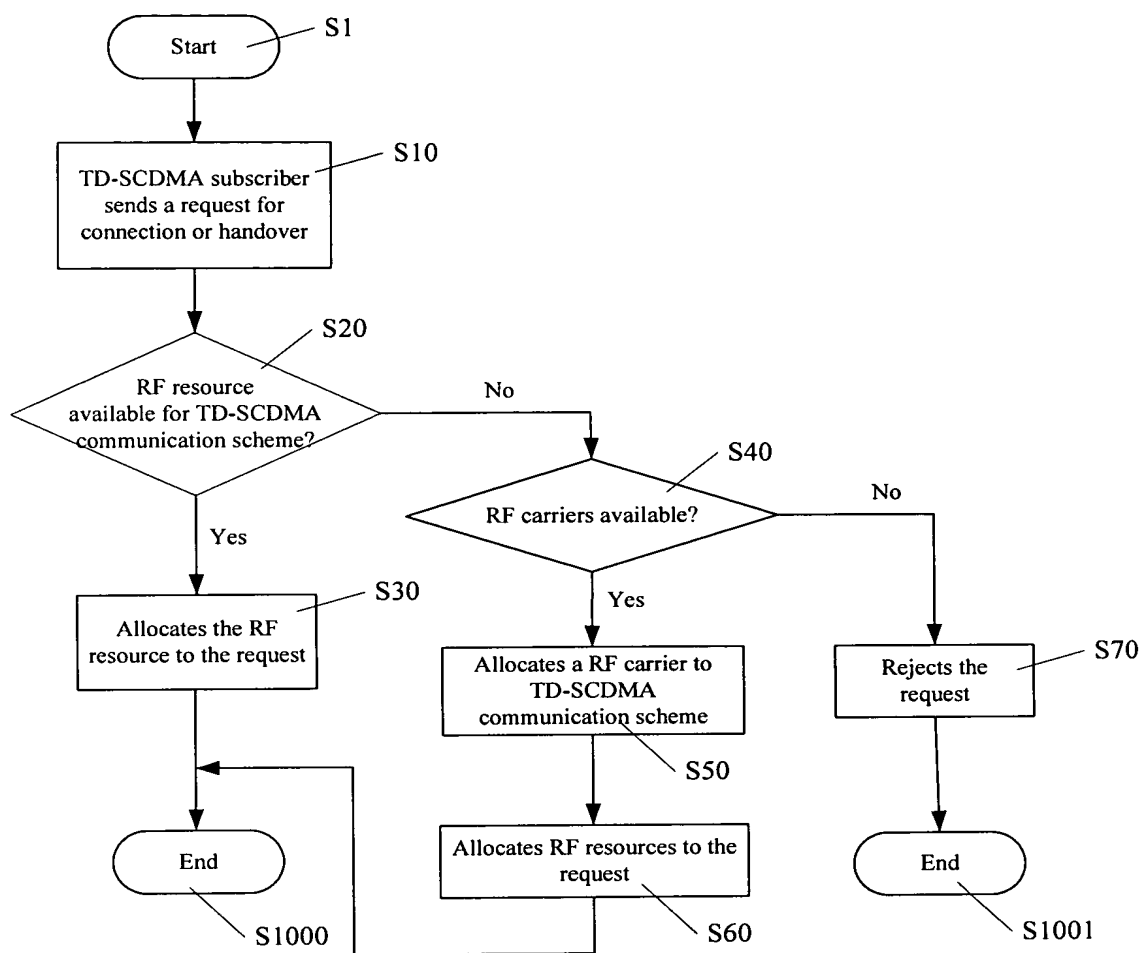 Start
S1
TD-SCDMA subscriber
sends a request for
connection or handover
S10
RF resource
available for TD-SCDMA
communication scheme?
S20
No
Yes
RF carriers available?
S40
No
Yes
Allocates the RF
resource to the request
S30
Allocates a RF carrier to
TD-SCDMA
communication scheme
S50
Rejects the
request
S70
Allocates RF resources to the
request
S60
End
S1000
End
S1001